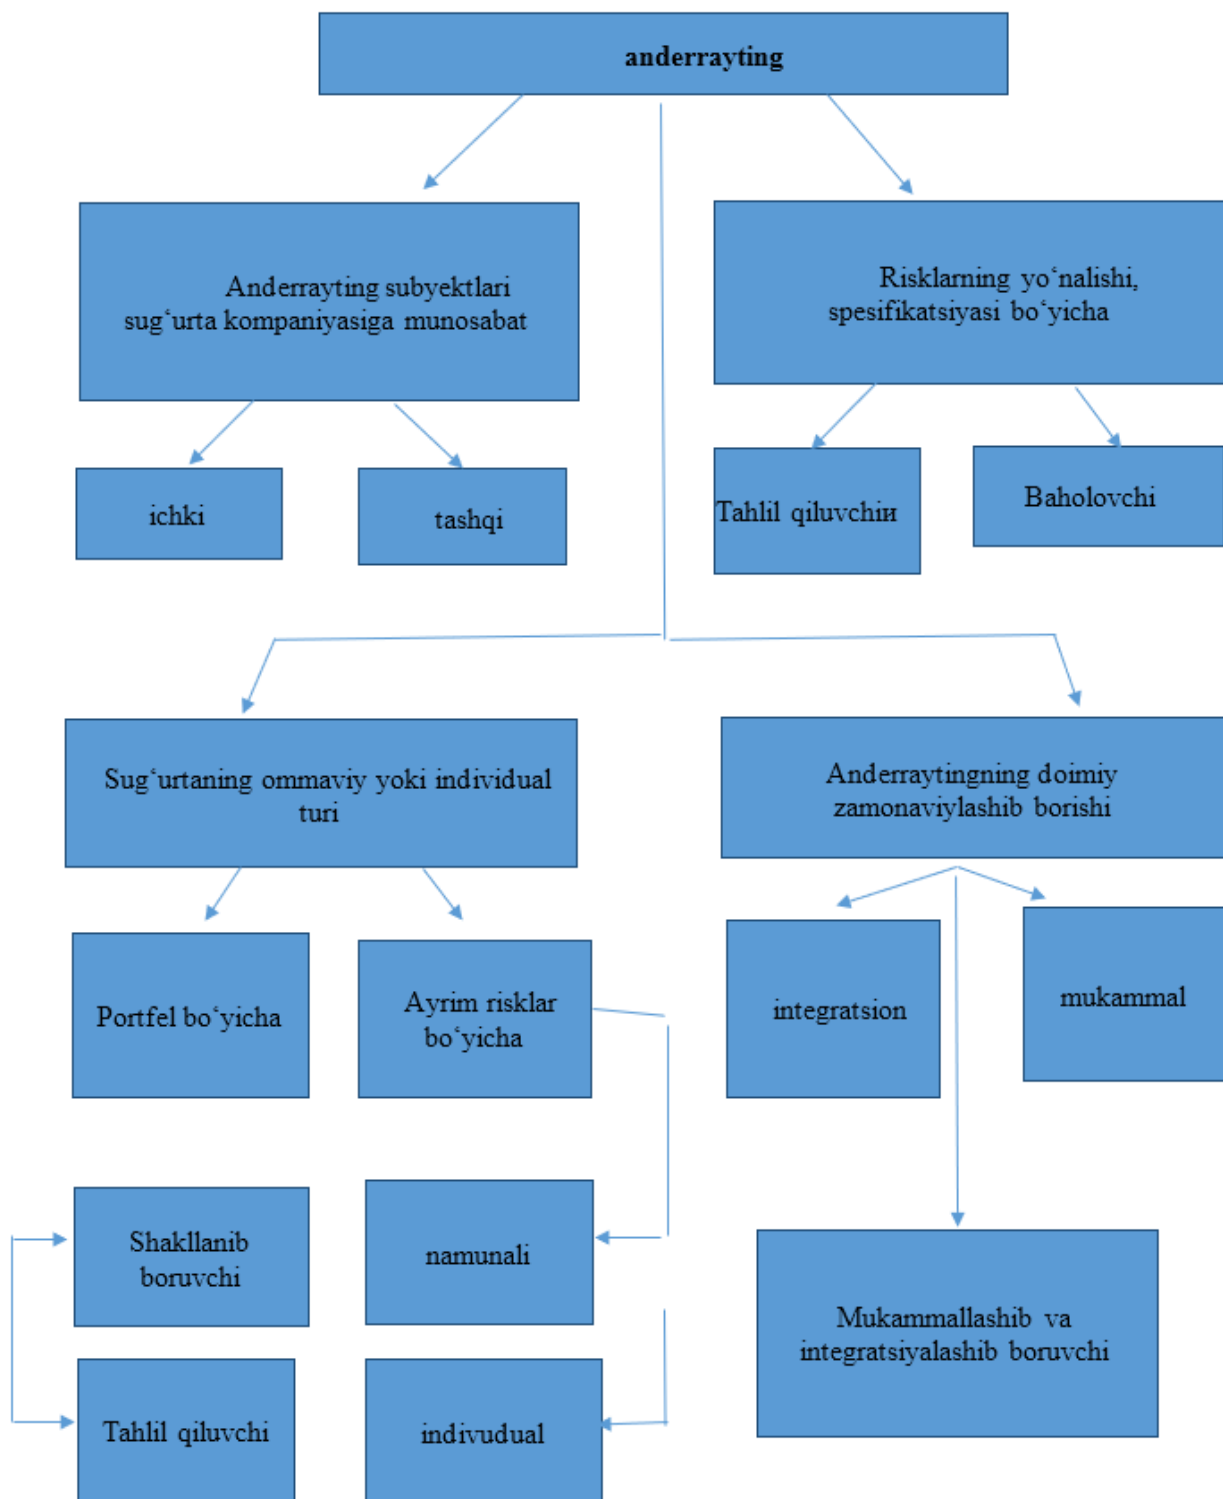 anderrayting
Anderrayting subyektlari
sug‘urta kompaniyasiga munosabat
Risklarning yo‘nalishi,
spesifikatsiyasi bo‘yicha
ichki
tashqi
Tahlil qiluvchiи
Baholovchi
Sug‘urtaning ommaviy yoki individual
turi
Anderraytingning doimiy
zamonaviylashib borishi
Portfel bo‘yicha
Ayrim risklar
bo‘yicha
integratsion
mukammal
Shakllanib
boruvchi
namunali
Mukammallashib va
integratsiyalashib boruvchi
Tahlil qiluvchi
indivudual